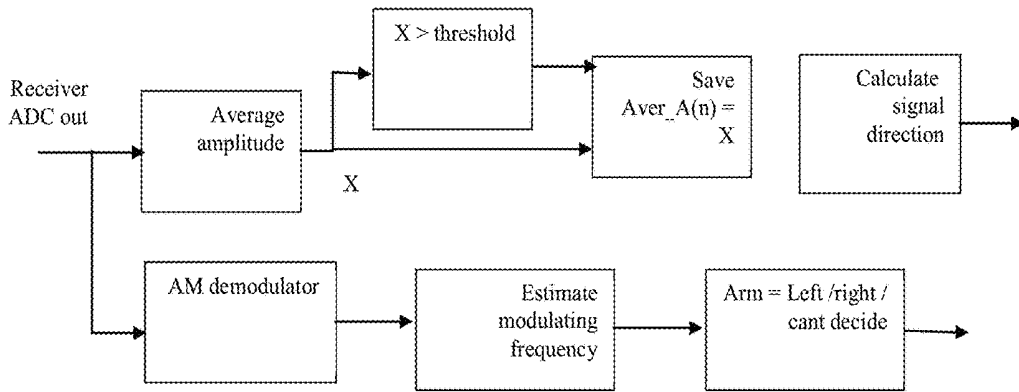 Receiver
ADC out
Average
amplitude
X > threshold
X
Save
Aver_A(n) =
X
Calculate
signal
direction
AM demodulator
Estimate
modulating
frequency
Arm = Left /right /
cant decide